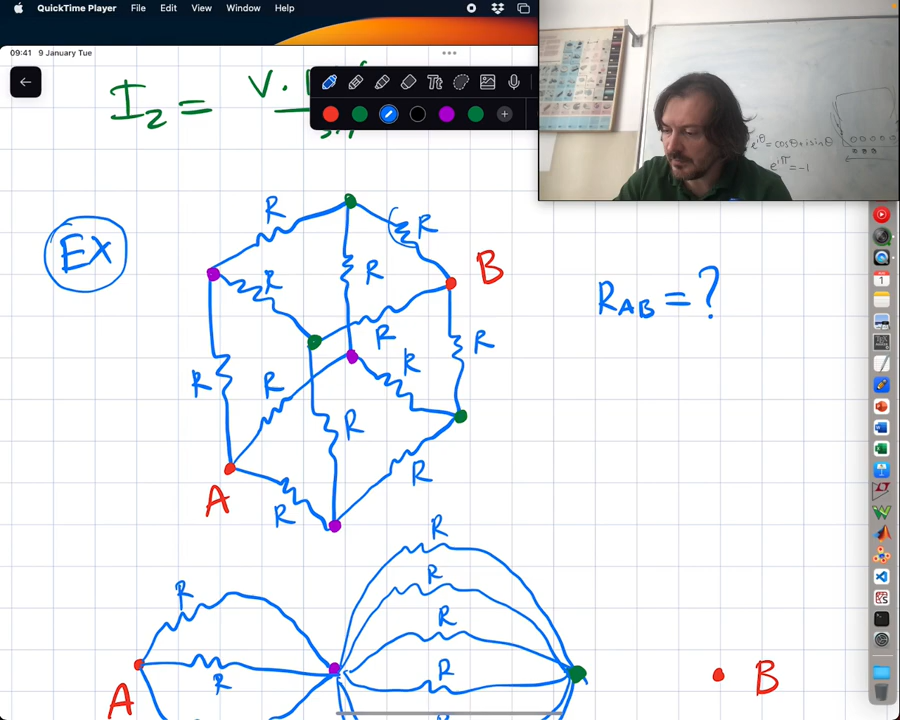 QuickTime Player File Edit View Window Help
09:41 9 January Tue
I₂ = V.
EX
R
R
R
R
B
R_AB = ?
R
R
R
R
R
R
R
R
A
R
e^iθ = cosθ + i sinθ
e^iπ = -1
R
R
R
R
R
R
A
B